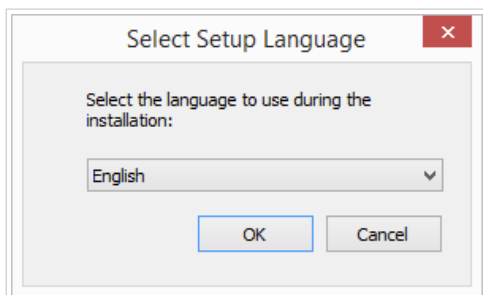 Select Setup Language
Select the language to use during the
installation:
English
OK
Cancel